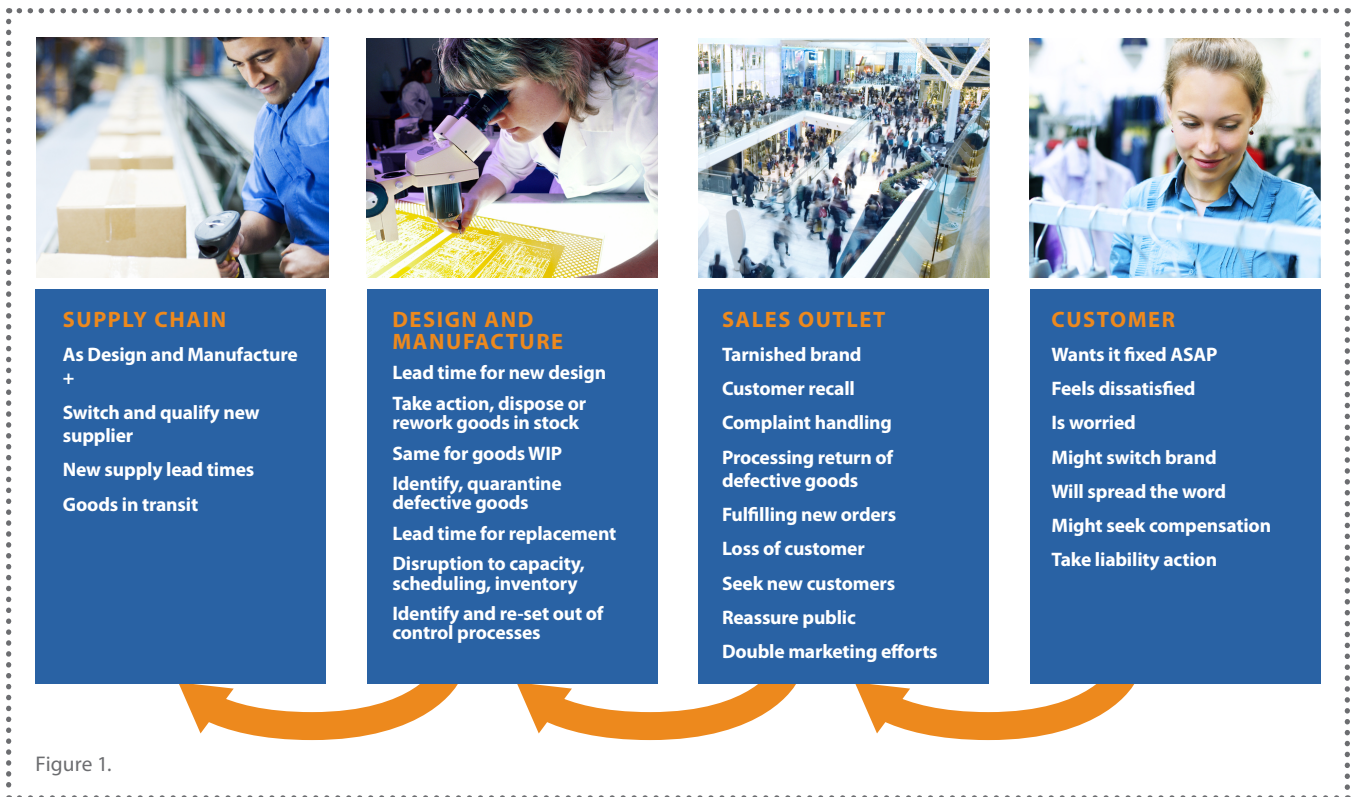 SUPPLY CHAIN
As Design and Manufacture
+
Switch and qualify new
supplier
New supply lead times
Goods in transit
DESIGN AND
MANUFACTURE
Lead time for new design
Take action, dispose or
rework goods in stock
Same for goods WIP
Identify, quarantine
defective goods
Lead time for replacement
Disruption to capacity,
scheduling, inventory
Identify and re-set out of
control processes
SALES OUTLET
Tarnished brand
Customer recall
Complaint handling
Processing return of
defective goods
Fulfilling new orders
Loss of customer
Seek new customers
Reassure public
Double marketing efforts
CUSTOMER
Wants it fixed ASAP
Feels dissatisfied
Is worried
Might switch brand
Will spread the word
Might seek compensation
Take liability action
Figure 1.